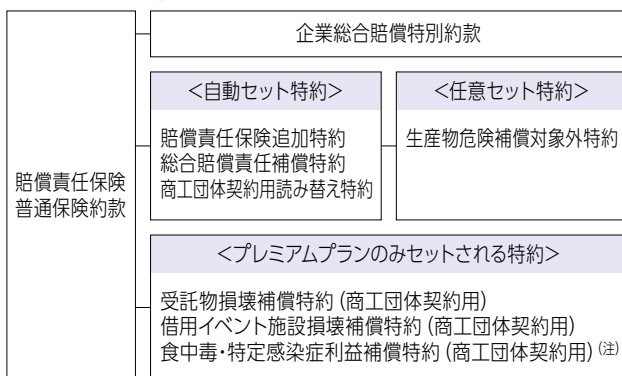 賠償責任保険
普通保険約款
企業総合賠償特別約款
<自動セット特約>
賠償責任保険追加特約
総合賠償責任補償特約
商工団体契約用読み替え特約
<任意セット特約>
生産物危険補償対象外特約
<プレミアムプランのみセットされる特約>
受託物損壊補償特約 (商工団体契約用)
借用イベント施設損壊補償特約 (商工団体契約用)
食中毒・特定感染症利益補償特約 (商工団体契約用) (注)